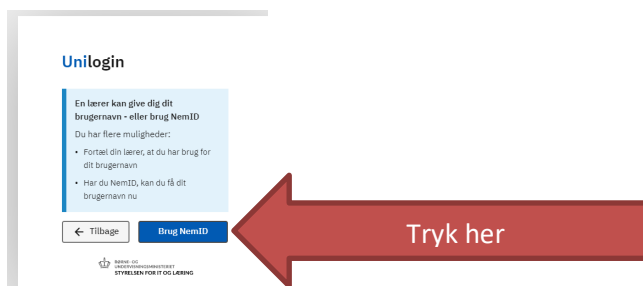 Unilogin
En lærer kan give dig dit
brugernavn - eller brug NemID
Du har flere muligheder:
• Fortæl din lærer, at du har brug for
dit brugernavn
• Har du NemID, kan du få dit
brugernavn nu
← Tilbage
Brug NemID
Tryk her
BØRNE- OG
UNDERVISNINGSMINISTERIET
STYRELSEN FOR IT OG LÆRING